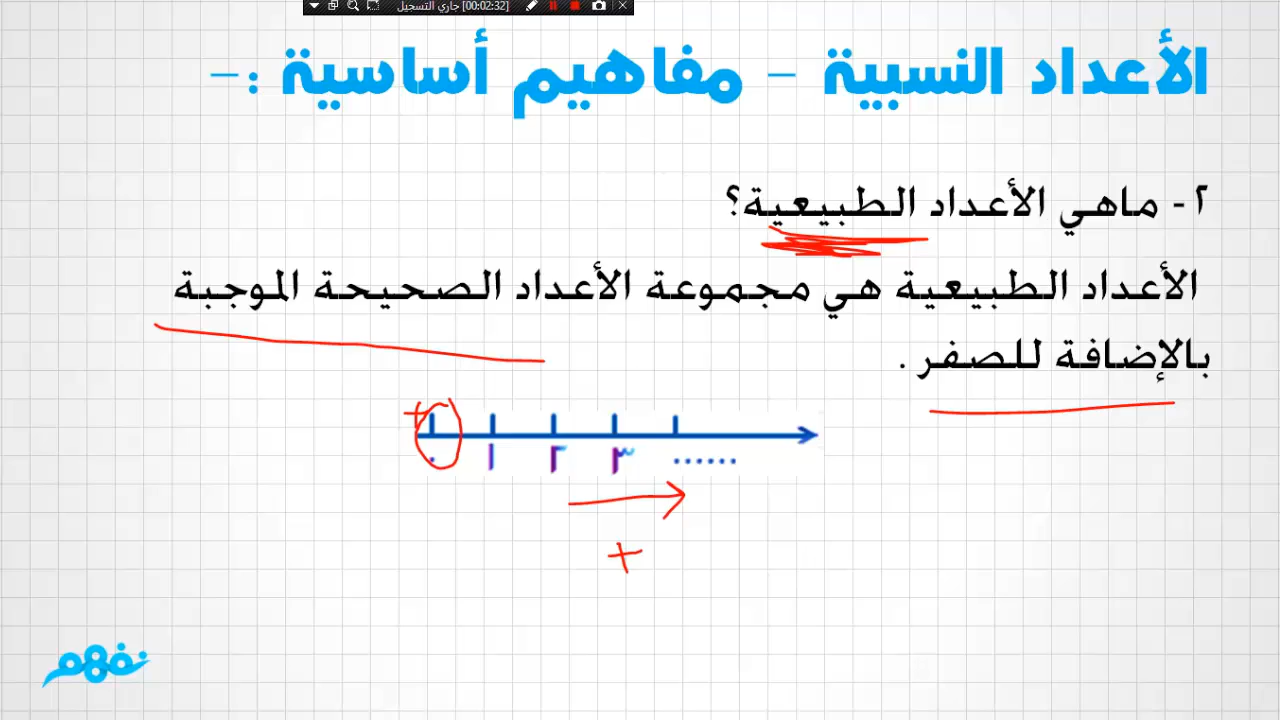 جاري التسجيل [00:02:32]
الأعداد النسبية - مفاهيم أساسية :-
٢- ماهي الأعداد الطبيعية؟
الأعداد الطبيعية هي مجموعة الأعداد الصحيحة الموجبة
بالإضافة للصفر .
٠ ١ ٢ ٣ ......
+
نفهم